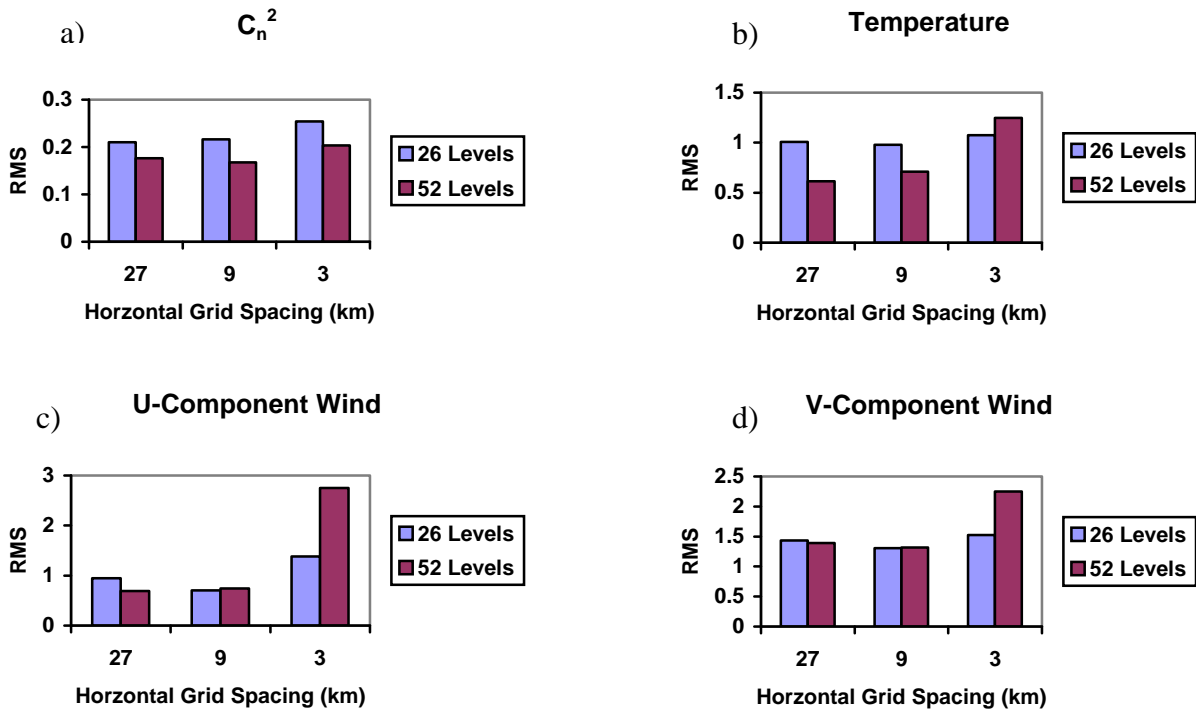 a)
Cn²
0.3
0.2
0.1
0
RMS
27 9 3
Horzontal Grid Spacing (km)
26 Levels
52 Levels
b)
Temperature
1.5
1
0.5
0
RMS
27 9 3
Horzontal Grid Spacing (km)
26 Levels
52 Levels
c)
U-Component Wind
3
2
1
0
RMS
27 9 3
Horzontal Grid Spacing (km)
26 Levels
52 Levels
d)
V-Component Wind
2.5
2
1.5
1
0.5
0
RMS
27 9 3
Horzontal Grid Spacing (km)
26 Levels
52 Levels